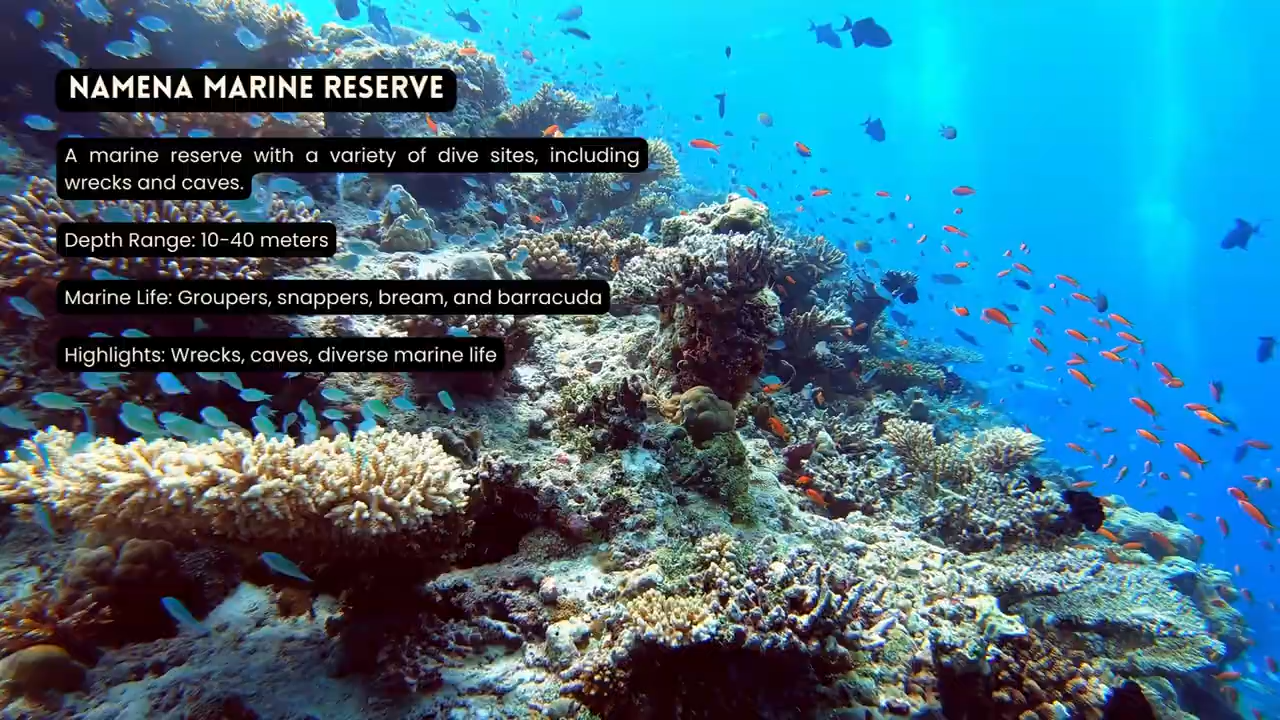 NAMENA MARINE RESERVE
A marine reserve with a variety of dive sites, including
wrecks and caves.
Depth Range: 10-40 meters
Marine Life: Groupers, snappers, bream, and barracuda
Highlights: Wrecks, caves, diverse marine life